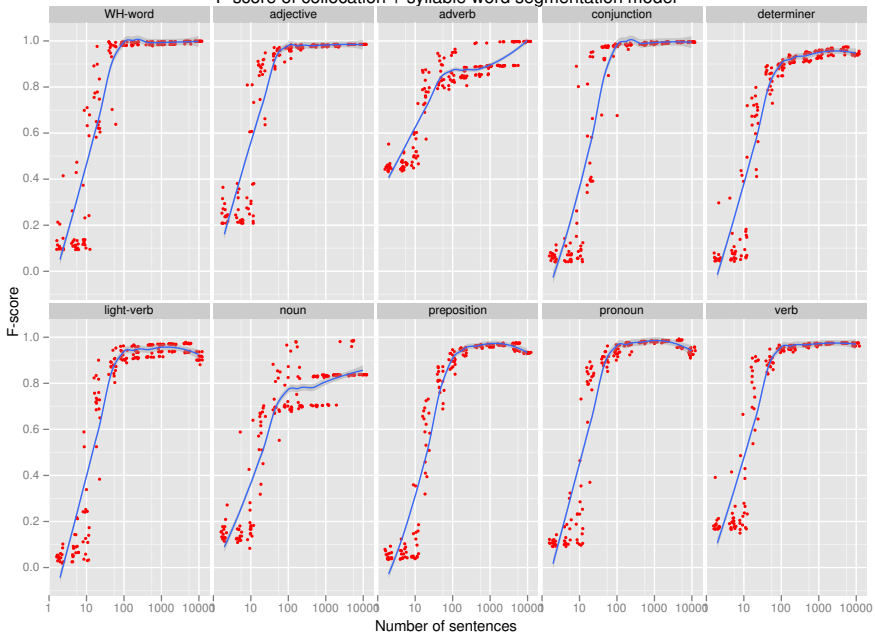 F-score of collocation + syllable word segmentation model
WH-word adjective adverb conjunction determiner
1.0
0.8
0.6
0.4
0.2
0.0
light-verb noun preposition pronoun verb
1.0
0.8
0.6
0.4
0.2
0.0
F-score
1 10 100 1000 10000 1 10 100 1000 10000 1 10 100 1000 10000 1 10 100 1000 10000 1 10 100 1000 10000
Number of sentences